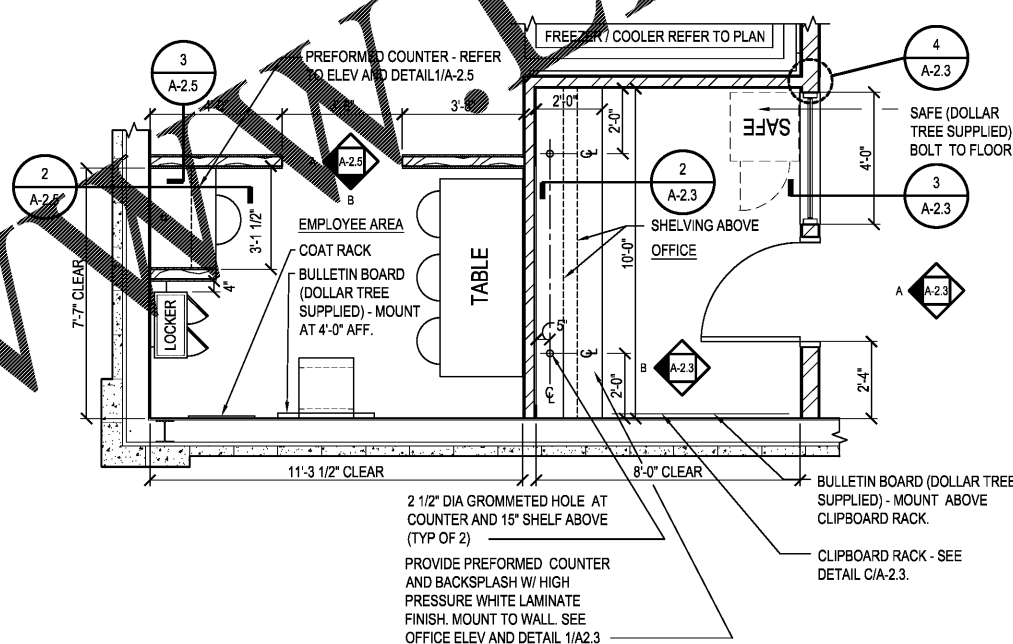 FREEZER / COOLER REFER TO PLAN
3
A-2.5
PREFORMED COUNTER - REFER
TO ELEV AND DETAIL1/A-2.5
4
A-2.3
3'-8"
2'-0"
2'-0"
SAFE
SAFE (DOLLAR
TREE SUPPLIED)
BOLT TO FLOOR
4'-0"
A-2.5
B
2
A-2.5
2
A-2.3
3
A-2.3
EMPLOYEE AREA
3'-1 1/2"
SHELVING ABOVE
OFFICE
COAT RACK
BULLETIN BOARD
(DOLLAR TREE
SUPPLIED) - MOUNT
AT 4'-0" AFF.
TABLE
10'-0"
7'-7" CLEAR
4"
LOCKER
A
A-2.3
5"
B
A-2.3
2'-0"
2'-4"
11'-3 1/2" CLEAR
8'-0" CLEAR
BULLETIN BOARD (DOLLAR TREE
SUPPLIED) - MOUNT ABOVE
CLIPBOARD RACK.
2 1/2" DIA GROMMETED HOLE AT
COUNTER AND 15" SHELF ABOVE
(TYP OF 2)
CLIPBOARD RACK - SEE
DETAIL C/A-2.3.
PROVIDE PREFORMED COUNTER
AND BACKSPLASH W/ HIGH
PRESSURE WHITE LAMINATE
FINISH. MOUNT TO WALL. SEE
OFFICE ELEV AND DETAIL 1/A2.3